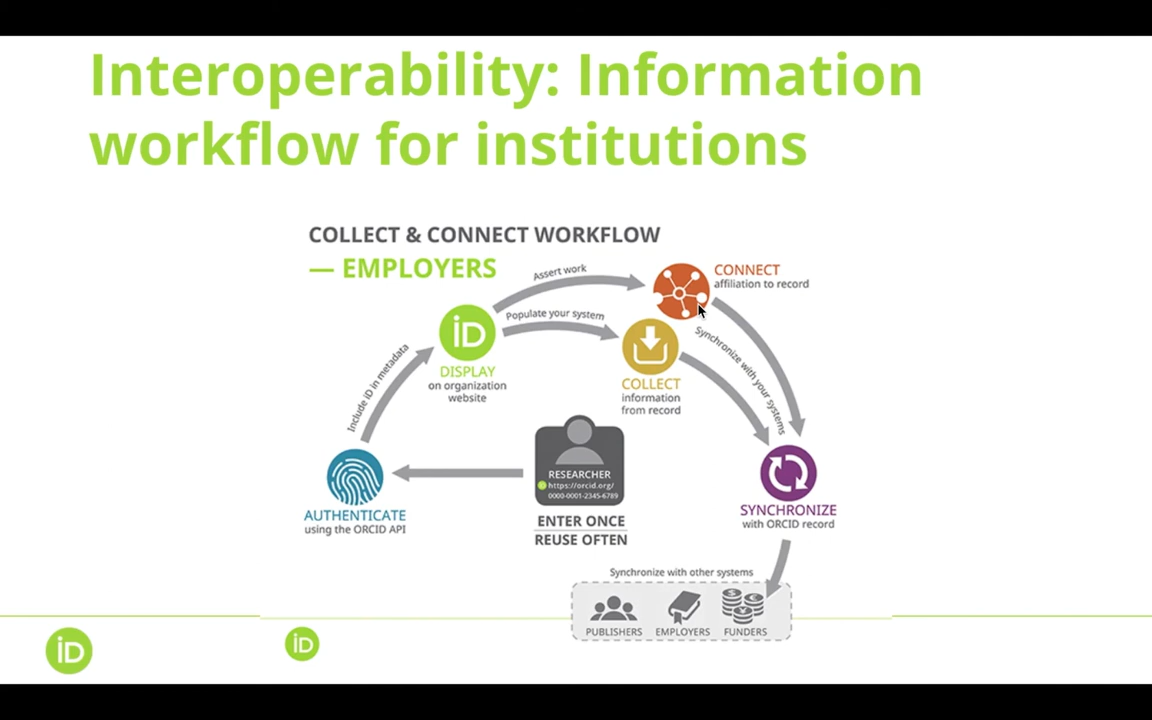 Interoperability: Information
workflow for institutions
COLLECT & CONNECT WORKFLOW
— EMPLOYERS
Assert work
CONNECT
affiliation to record
Populate your system
iD
DISPLAY
on organization
website
Include iD in metadata
COLLECT
information
from record
Synchronize with your systems
RESEARCHER
https://orcid.org/
0000-0001-2345-6789
ENTER ONCE
REUSE OFTEN
AUTHENTICATE
using the ORCID API
SYNCHRONIZE
with ORCID record
Synchronize with other systems
$ €
PUBLISHERS EMPLOYERS FUNDERS
iD
iD